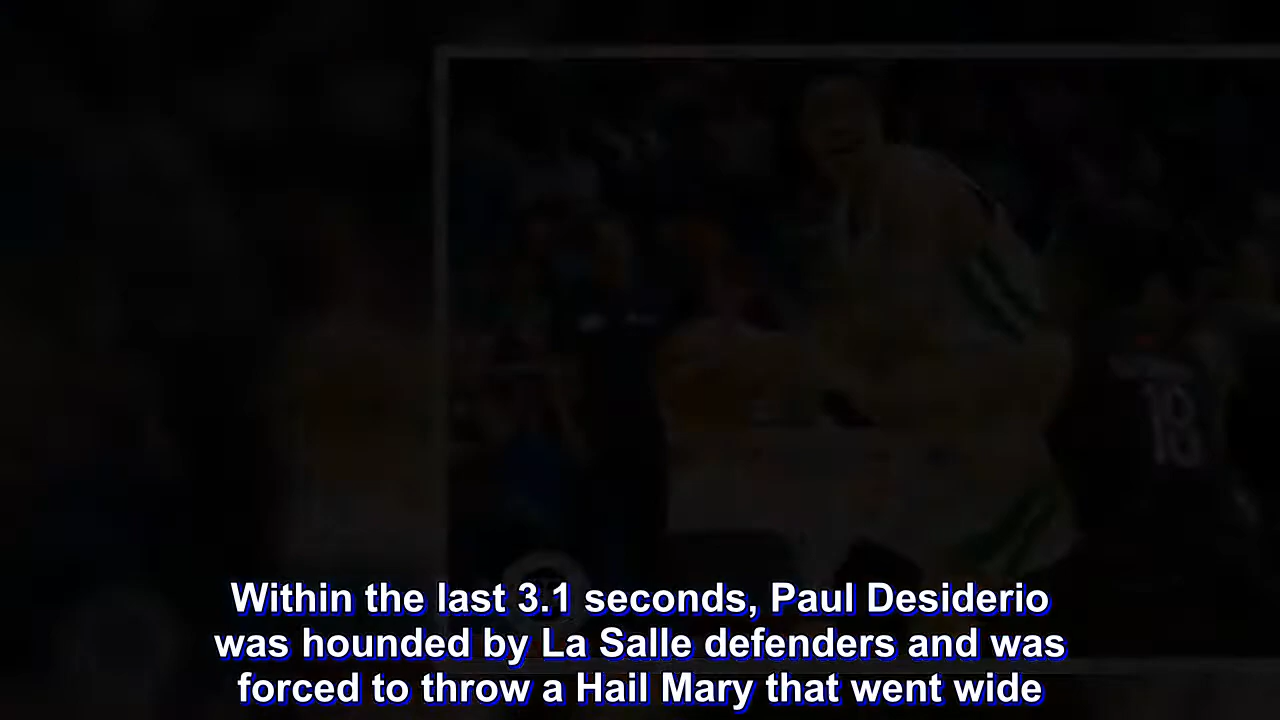 Within the last 3.1 seconds, Paul Desiderio
was hounded by La Salle defenders and was
forced to throw a Hail Mary that went wide
18